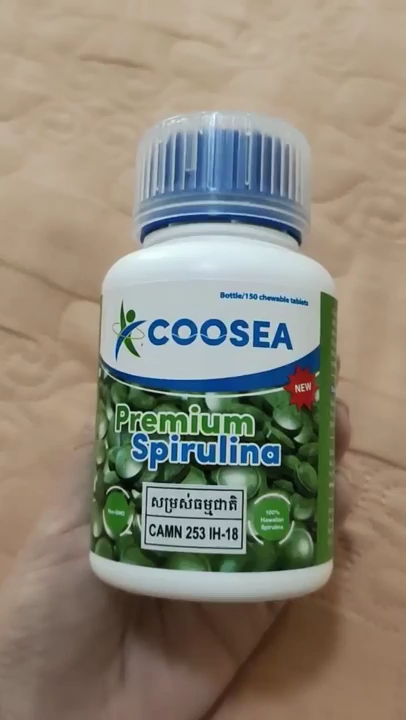 Bottle/150 chewable tablets
COOSEA
NEW
Premium
Spirulina
សម្រស់ធម្មជាតិ
CAMN 253 IH-18
Non-GMO
100%
Hawaiian
Spirulina